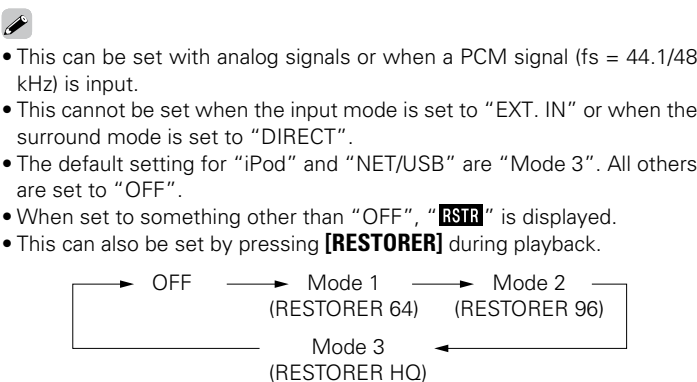 • This can be set with analog signals or when a PCM signal (fs = 44.1/48
kHz) is input.
• This cannot be set when the input mode is set to “EXT. IN” or when the
surround mode is set to “DIRECT”.
• The default setting for “iPod” and “NET/USB” are “Mode 3”. All others
are set to “OFF”.
• When set to something other than “OFF”, “RSTR” is displayed.
• This can also be set by pressing [RESTORER] during playback.
OFF Mode 1 Mode 2
(RESTORER 64) (RESTORER 96)
Mode 3
(RESTORER HQ)